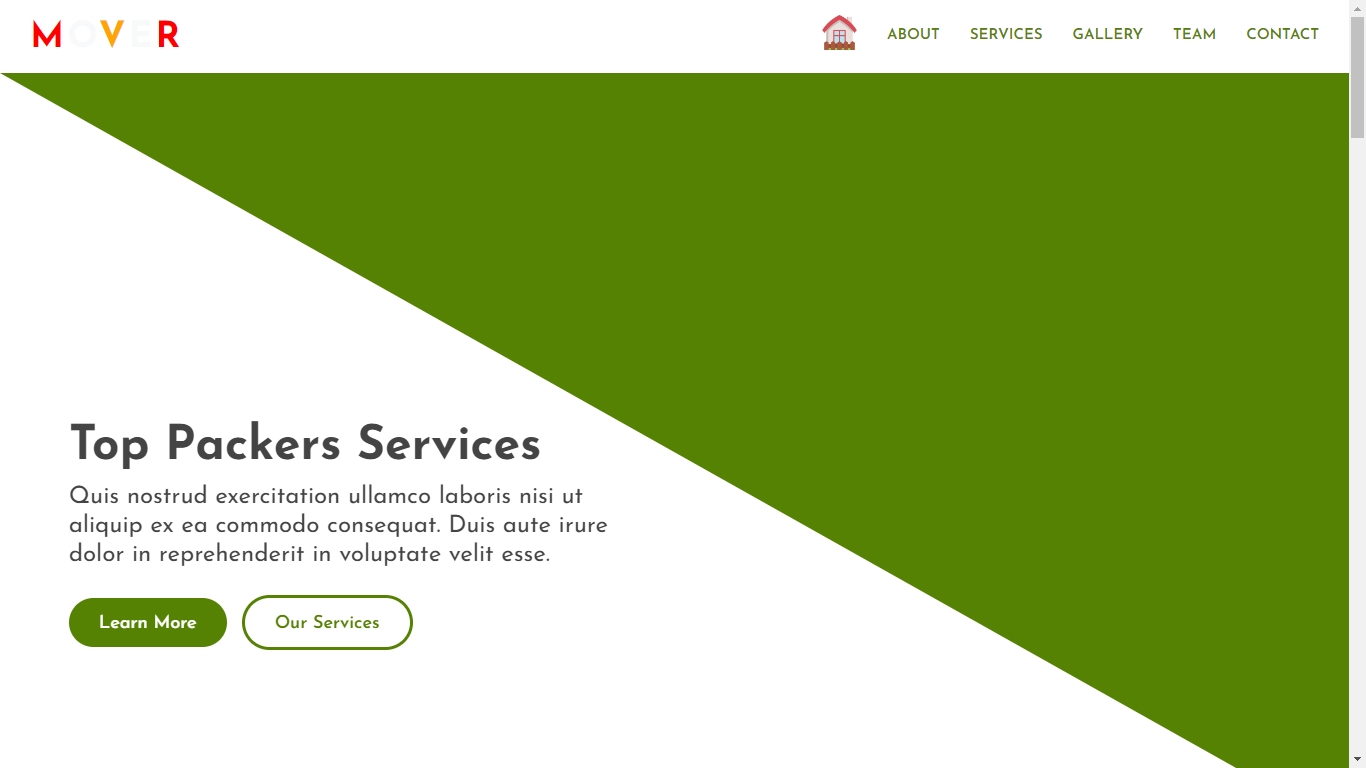 MOVER
ABOUT
SERVICES
GALLERY
TEAM
CONTACT
Top Packers Services
Quis nostrud exercitation ullamco laboris nisi ut
aliquip ex ea commodo consequat. Duis aute irure
dolor in reprehenderit in voluptate velit esse.
Learn More
Our Services